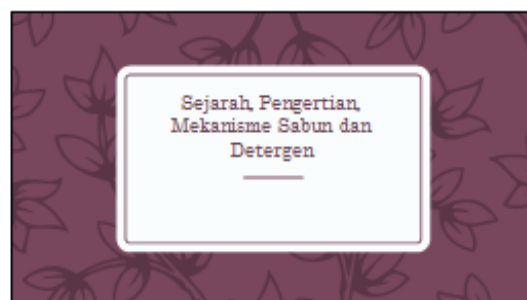 Sejarah, Pengertian,
Mekanisme Sabun dan
Detergen